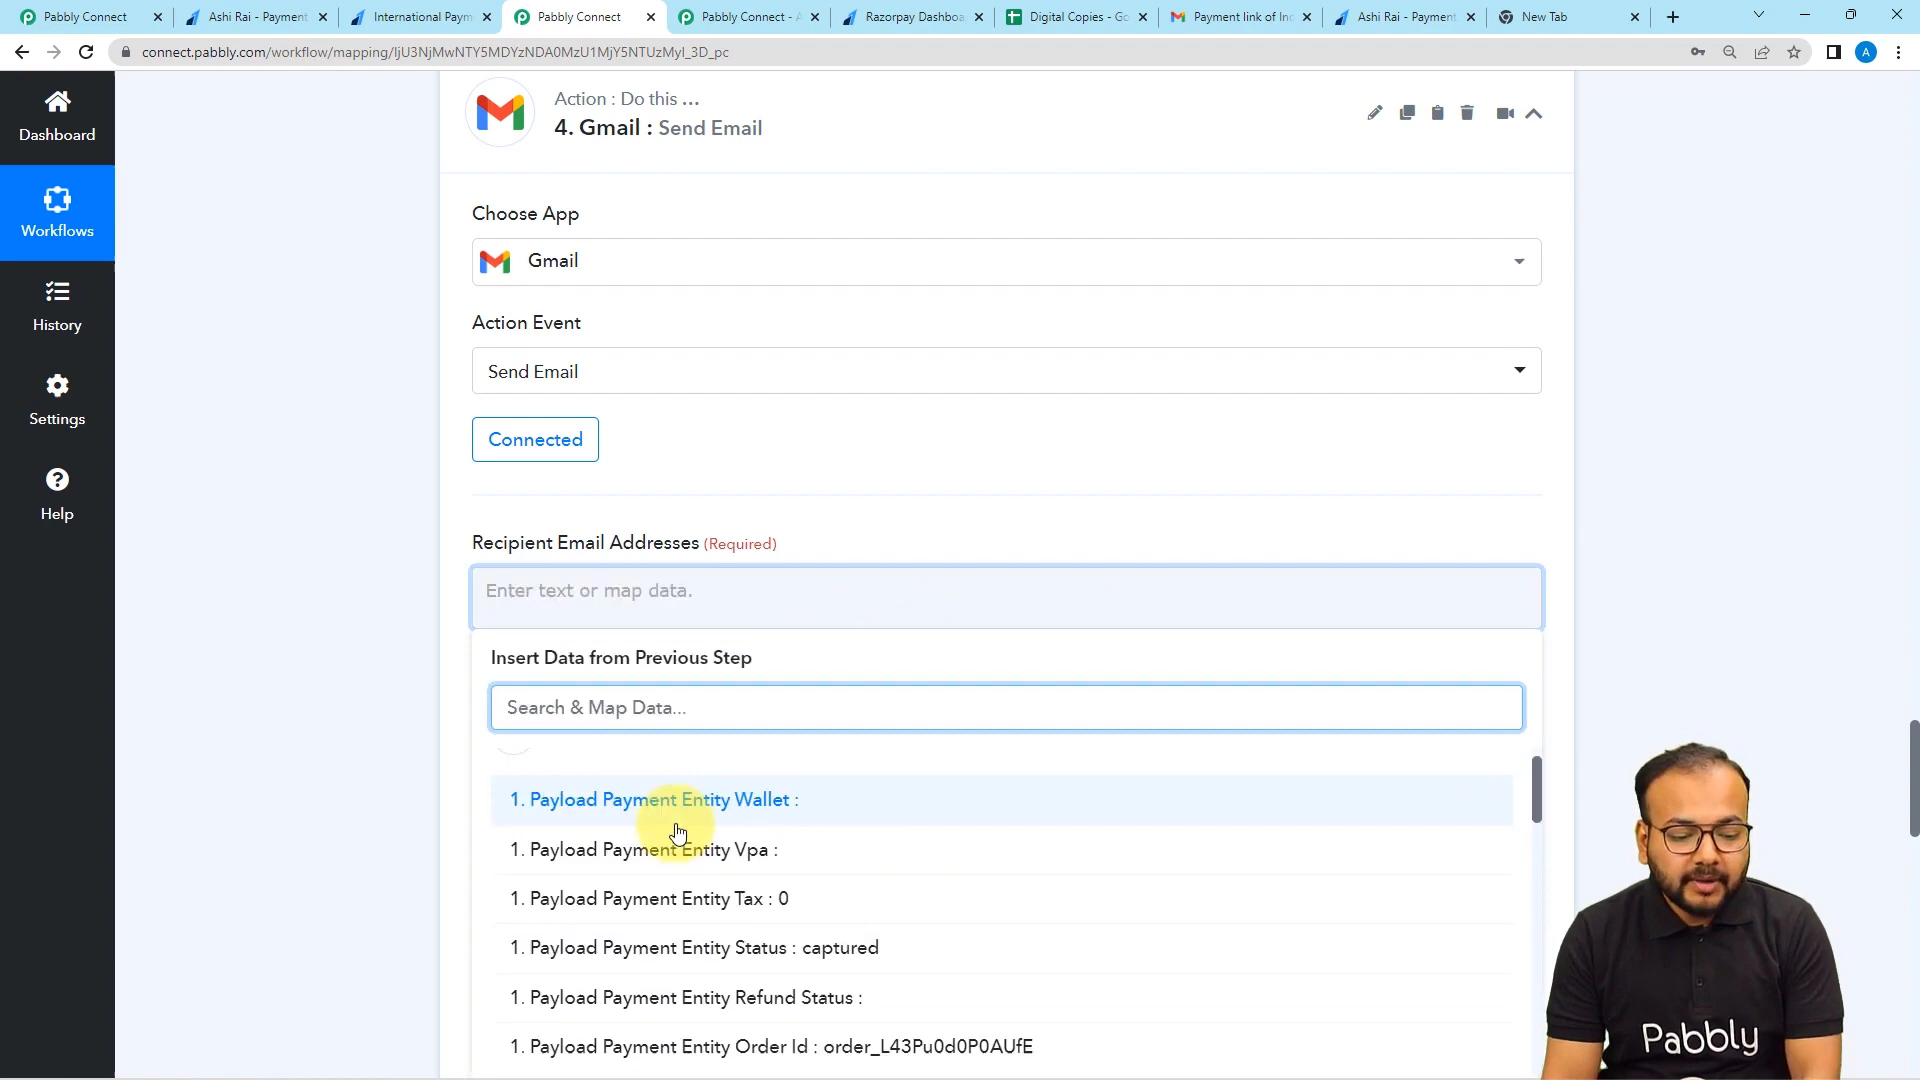 Pabbly Connect
Ashi Rai - Payment
International Paym
Pabbly Connect
Pabbly Connect - A
Razorpay Dashboa
Digital Copies - Go
Payment link of In
Ashi Rai - Payment
New Tab
connect.pabbly.com/workflow/mapping/IjU3NjMwNTY5MDYzNDA0MzU1MjY5NTUzMyI_3D_pc
A
Dashboard
Workflows
History
Settings
Help
Action : Do this ...
4. Gmail : Send Email
Choose App
Gmail
Action Event
Send Email
Connected
Recipient Email Addresses (Required)
Enter text or map data.
Insert Data from Previous Step
Search & Map Data...
1. Payload Payment Entity Wallet :
1. Payload Payment Entity Vpa :
1. Payload Payment Entity Tax : 0
1. Payload Payment Entity Status : captured
1. Payload Payment Entity Refund Status :
1. Payload Payment Entity Order Id : order_L43Pu0d0P0AUfE
Pabbly